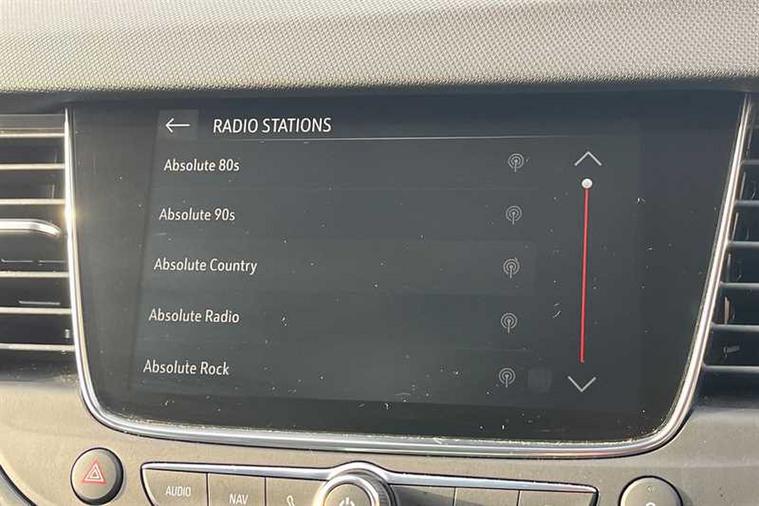 RADIO STATIONS
Absolute 80s
Absolute 90s
Absolute Country
Absolute Radio
Absolute Rock
AUDIO
NAV